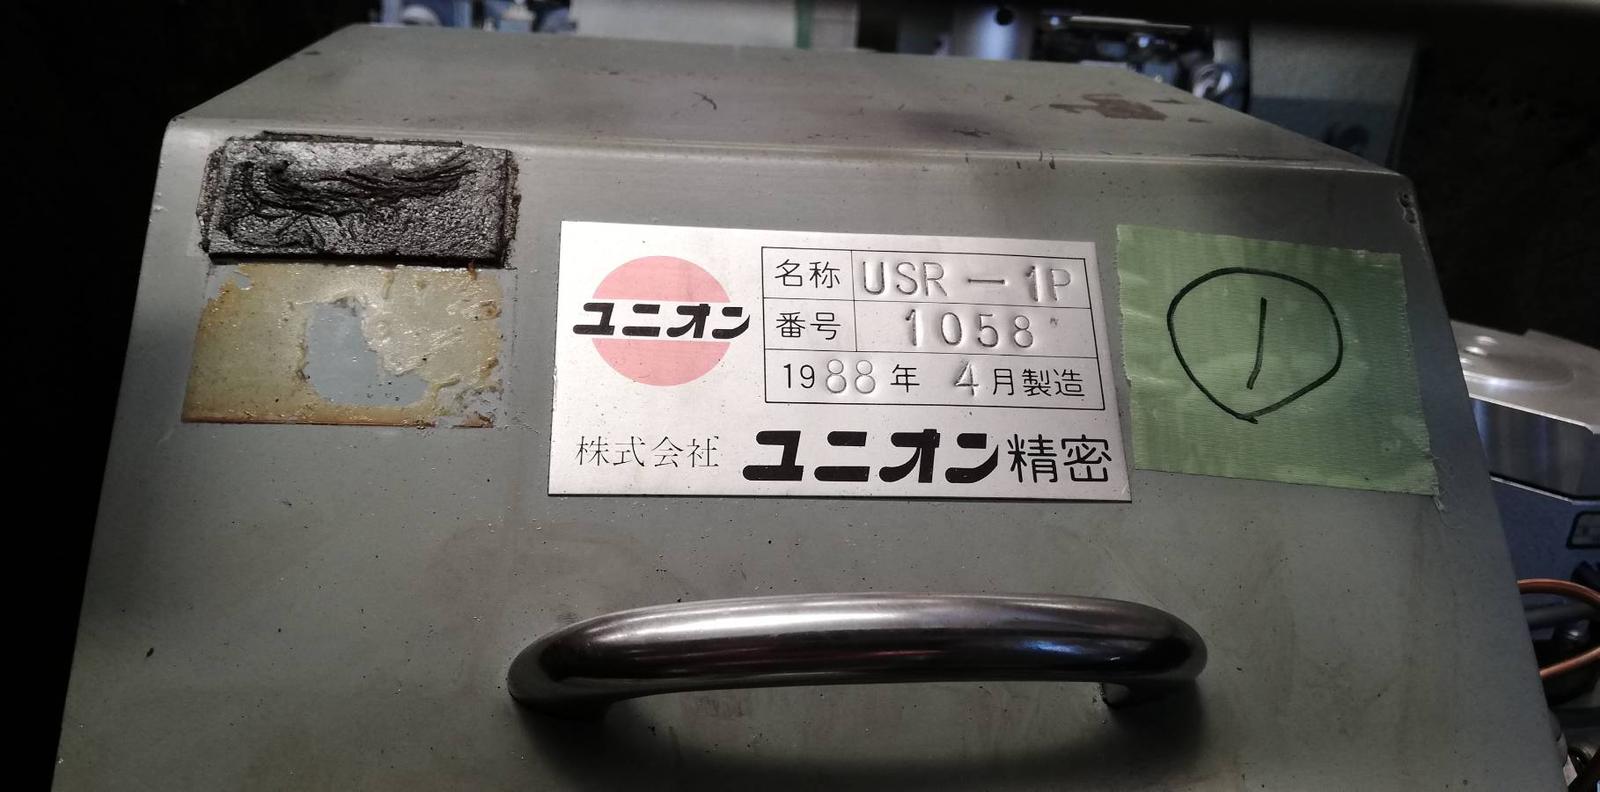 ユニオン
名称 USR-1P
番号 1058
1988年 4月製造
株式会社 ユニオン精密
1